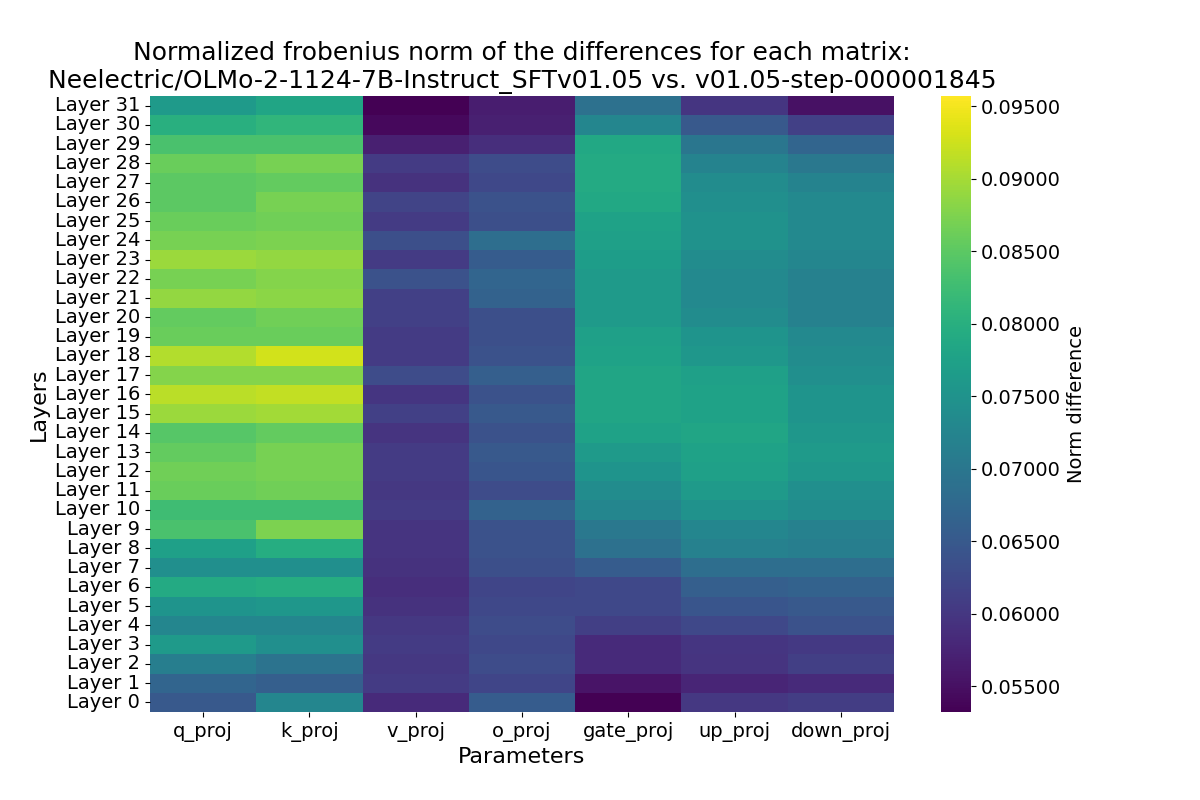 Normalized frobenius norm of the differences for each matrix:
Neelectric/OLMo-2-1124-7B-Instruct_SFTv01.05 vs. v01.05-step-000001845
Layers
Layer 31
Layer 30
Layer 29
Layer 28
Layer 27
Layer 26
Layer 25
Layer 24
Layer 23
Layer 22
Layer 21
Layer 20
Layer 19
Layer 18
Layer 17
Layer 16
Layer 15
Layer 14
Layer 13
Layer 12
Layer 11
Layer 10
Layer 9
Layer 8
Layer 7
Layer 6
Layer 5
Layer 4
Layer 3
Layer 2
Layer 1
Layer 0
q_proj k_proj v_proj o_proj gate_proj up_proj down_proj
Parameters
0.09500
0.09000
0.08500
0.08000
0.07500
0.07000
0.06500
0.06000
0.05500
Norm difference